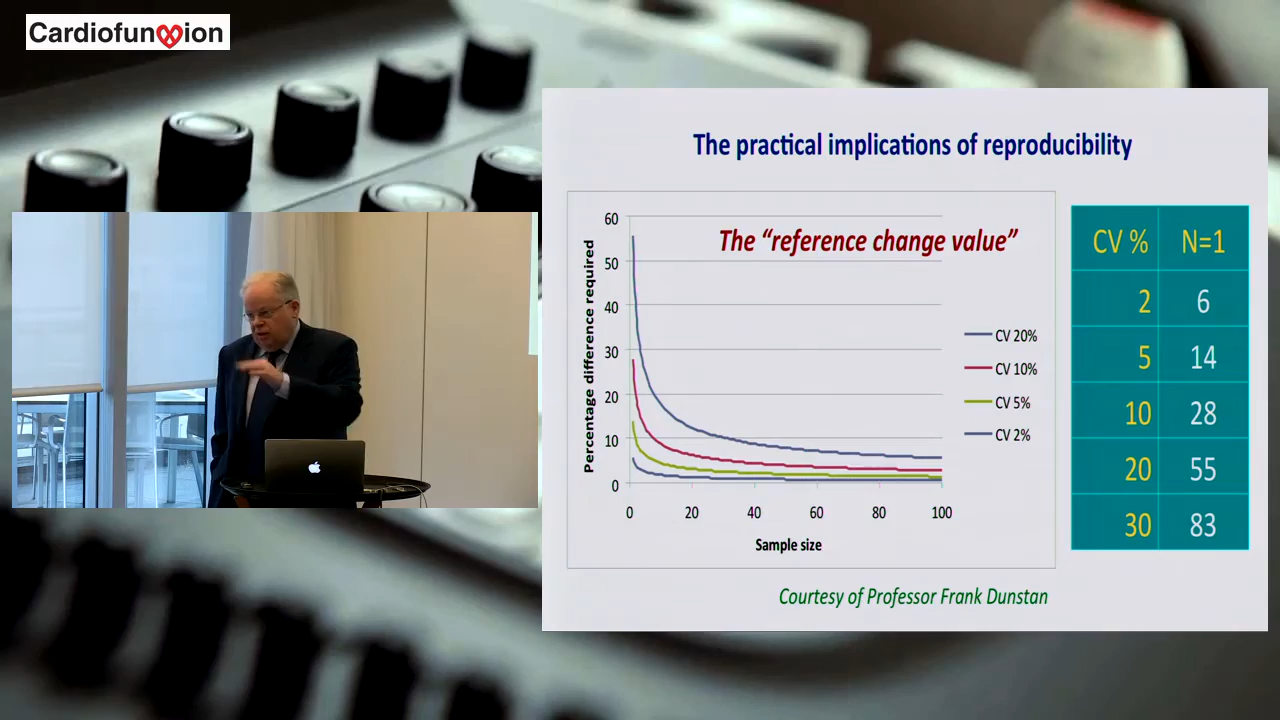 Cardiofun ion
The practical implications of reproducibility
The “reference change value”
Percentage difference required
60
50
40
30
20
10
0
0 20 40 60 80 100
Sample size
CV 20%
CV 10%
CV 5%
CV 2%
CV % N=1
2 6
5 14
10 28
20 55
30 83
Courtesy of Professor Frank Dunstan